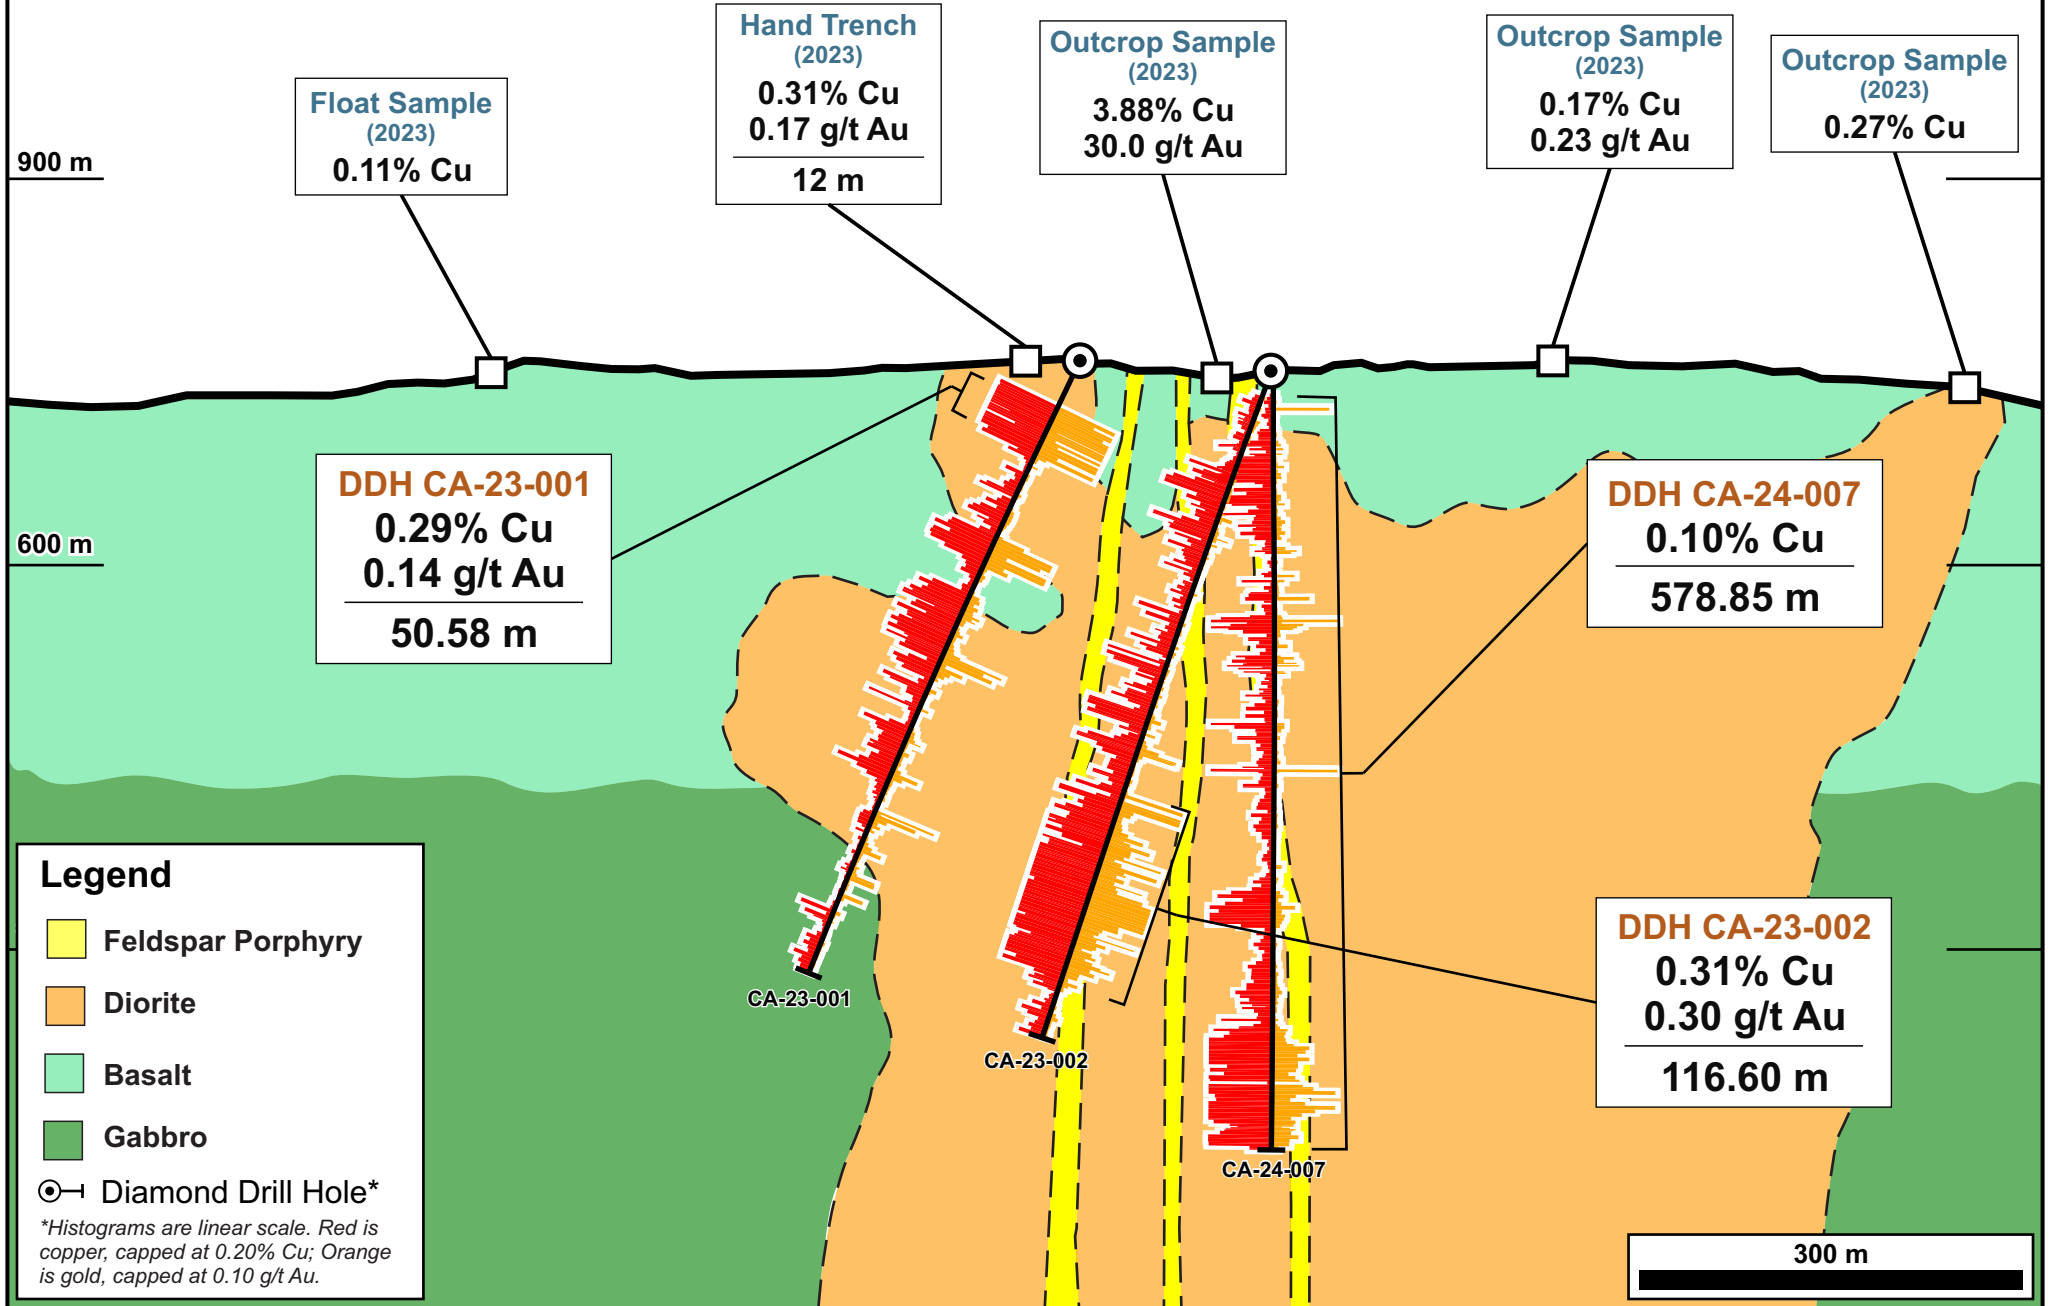 Float Sample
(2023)
0.11% Cu
Hand Trench
(2023)
0.31% Cu
0.17 g/t Au
12 m
Outcrop Sample
(2023)
3.88% Cu
30.0 g/t Au
Outcrop Sample
(2023)
0.17% Cu
0.23 g/t Au
Outcrop Sample
(2023)
0.27% Cu
900 m
600 m
DDH CA-23-001
0.29% Cu
0.14 g/t Au
50.58 m
DDH CA-24-007
0.10% Cu
578.85 m
DDH CA-23-002
0.31% Cu
0.30 g/t Au
116.60 m
CA-23-001
CA-23-002
CA-24-007
Legend
Feldspar Porphyry
Diorite
Basalt
Gabbro
Diamond Drill Hole*
*Histograms are linear scale. Red is
copper, capped at 0.20% Cu; Orange
is gold, capped at 0.10 g/t Au.
300 m